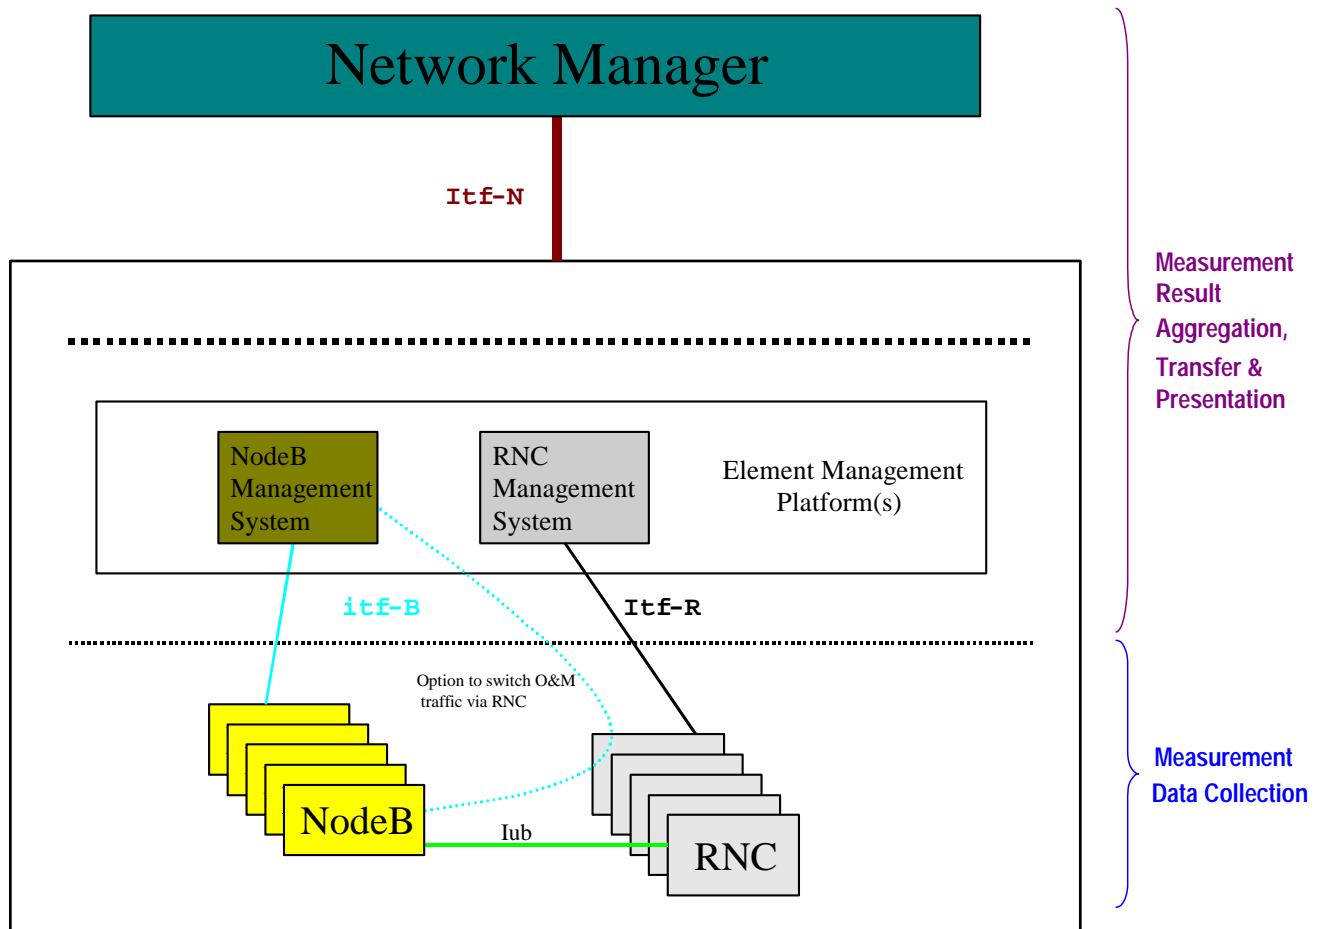 Network Manager
Itf-N
Measurement
Result
Aggregation,
Transfer &
Presentation
NodeB
Management
System
RNC
Management
System
Element Management
Platform(s)
itf-B
Itf-R
Option to switch O&M
traffic via RNC
NodeB
Iub
RNC
Measurement
Data Collection